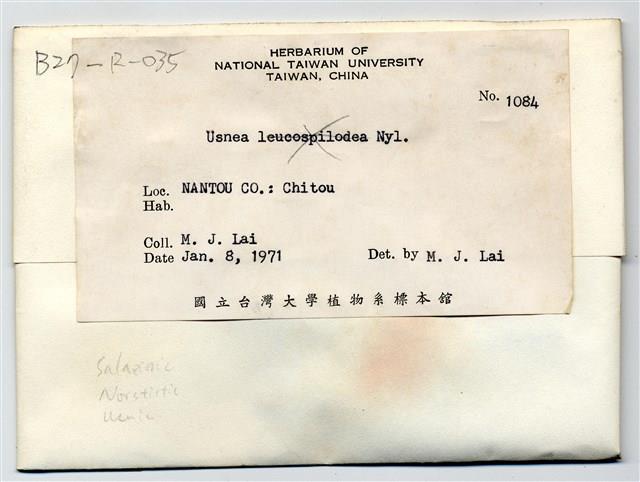 B27-R-035
HERBARIUM OF
NATIONAL TAIWAN UNIVERSITY
TAIWAN, CHINA
No. 1084
Usnea leucospilodea Nyl.
Loc. NANTOU CO.: Chitou
Hab.
Coll. M. J. Lai
Date Jan. 8, 1971 Det. by M. J. Lai
國立台灣大學植物系標本館
Salazinic
Norstictic
Usnic